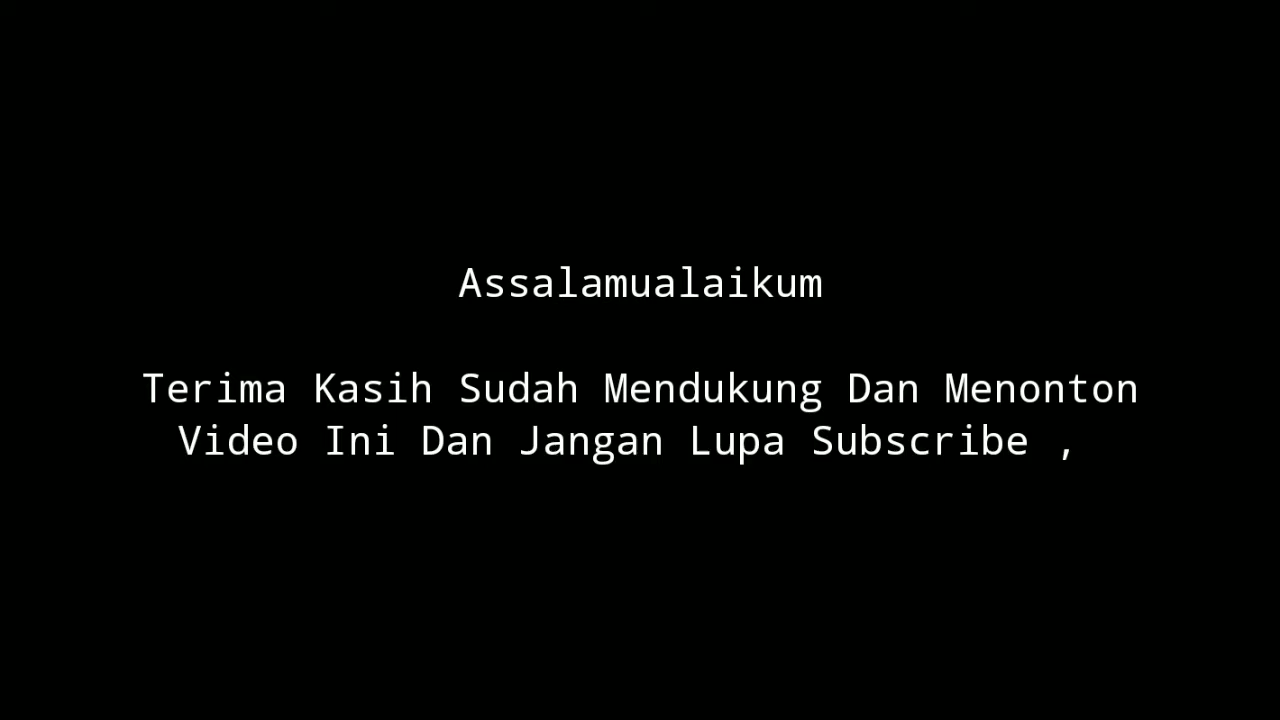 Assalamualaikum
Terima Kasih Sudah Mendukung Dan Menonton
Video Ini Dan Jangan Lupa Subscribe ,